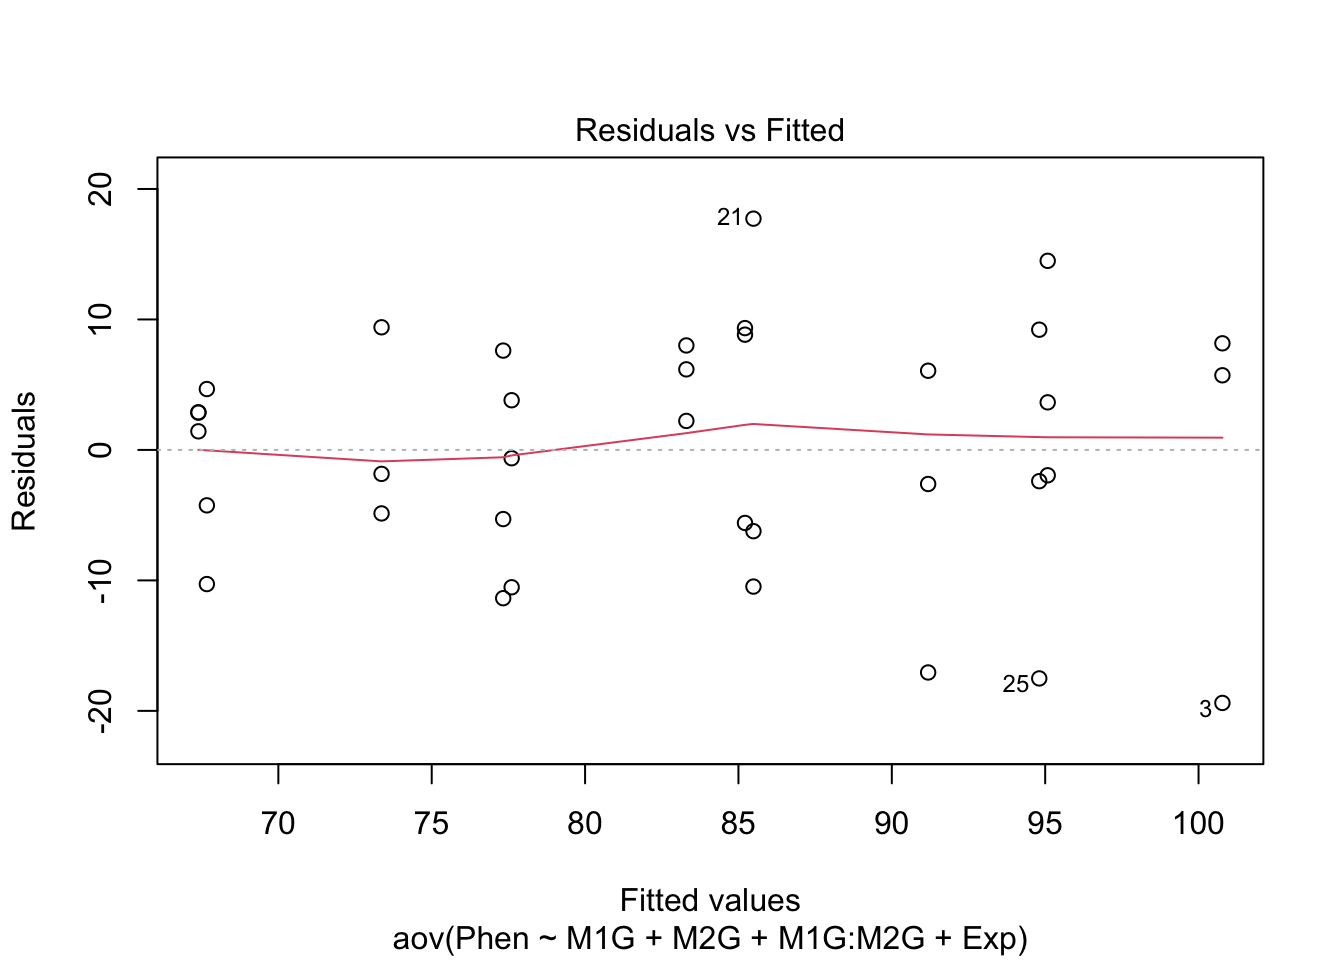 Residuals vs Fitted
Residuals
20
10
0
-10
-20
21
25
3
70 75 80 85 90 95 100
Fitted values
aov(Phen ~ M1G + M2G + M1G:M2G + Exp)